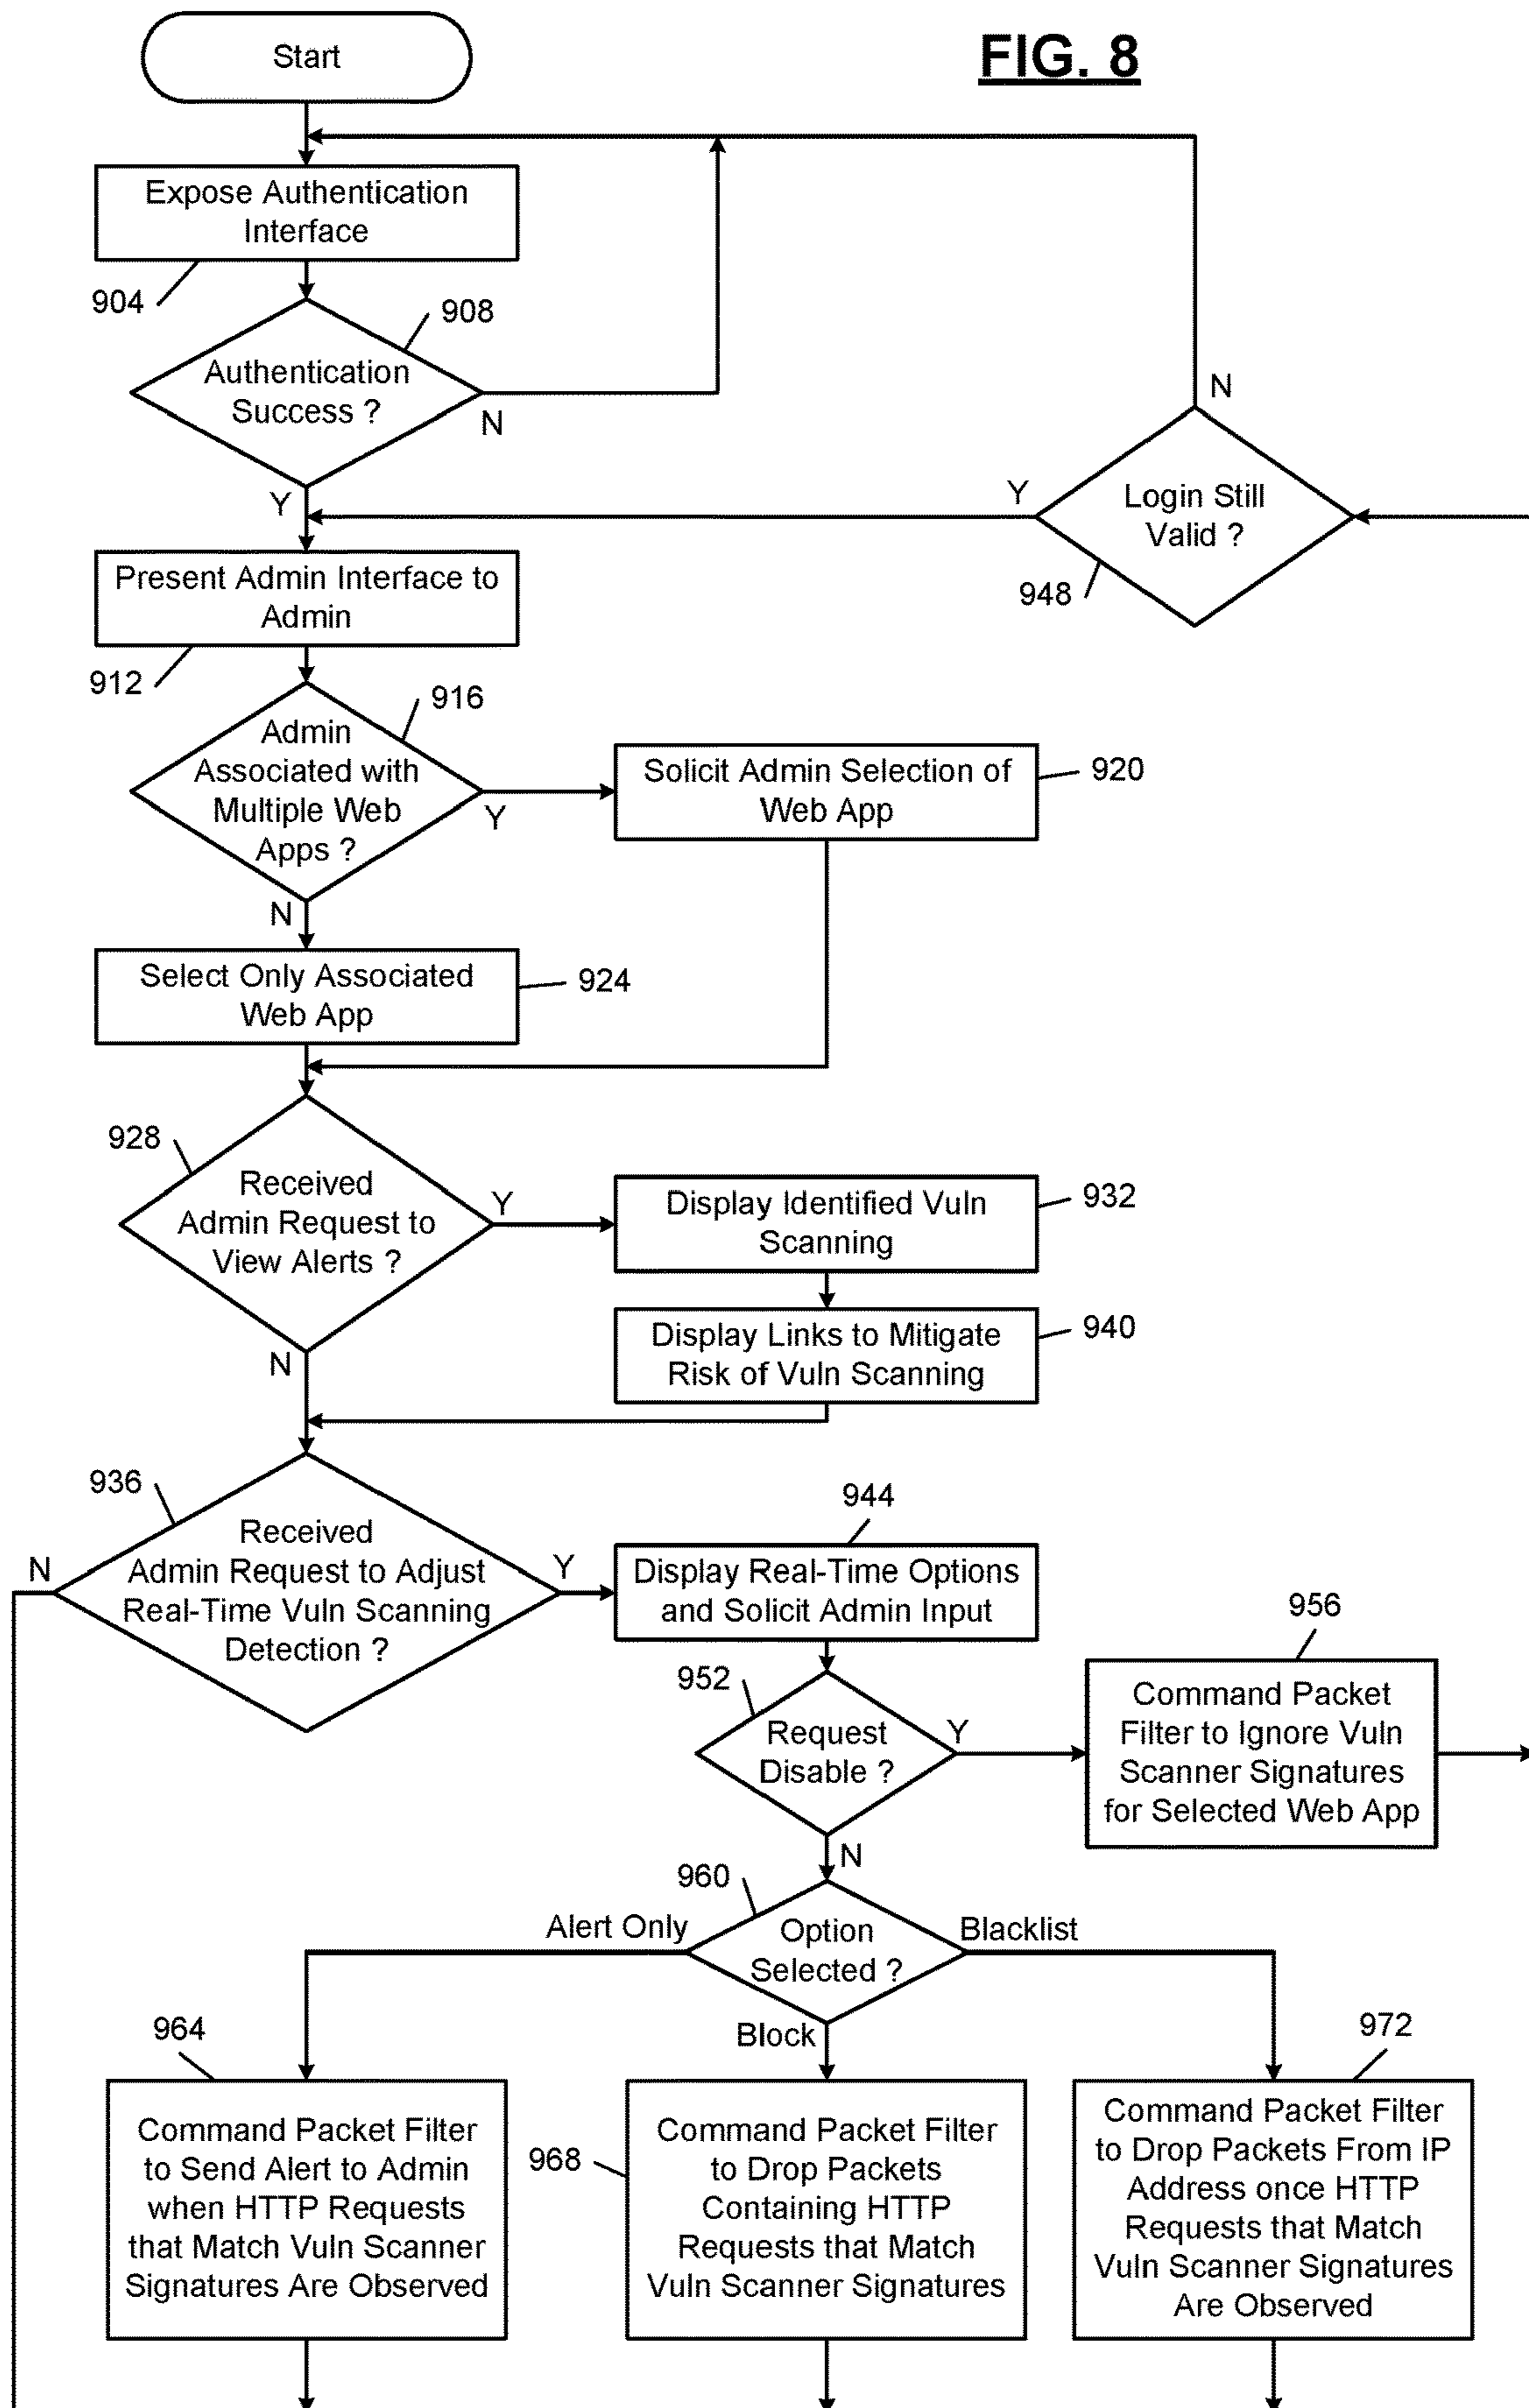 FIG. 8
Start
Expose Authentication
Interface
904
908
Authentication
Success ?
N
Y
N
Login Still
Valid ?
Y
948
Present Admin Interface to
Admin
912
916
Admin
Associated with
Multiple Web
Apps ?
Y
N
Solicit Admin Selection of
Web App
920
Select Only Associated
Web App
924
928
Received
Admin Request to
View Alerts ?
Y
N
Display Identified Vuln
Scanning
932
Display Links to Mitigate
Risk of Vuln Scanning
940
936
Received
Admin Request to Adjust
Real-Time Vuln Scanning
Detection ?
N
Y
944
Display Real-Time Options
and Solicit Admin Input
952
Request
Disable ?
Y
N
956
Command Packet
Filter to Ignore Vuln
Scanner Signatures
for Selected Web App
960
Option
Selected ?
Alert Only
Block
Blacklist
964
Command Packet Filter
to Send Alert to Admin
when HTTP Requests
that Match Vuln Scanner
Signatures Are Observed
968
Command Packet Filter
to Drop Packets
Containing HTTP
Requests that Match
Vuln Scanner Signatures
972
Command Packet Filter
to Drop Packets From IP
Address once HTTP
Requests that Match
Vuln Scanner Signatures
Are Observed